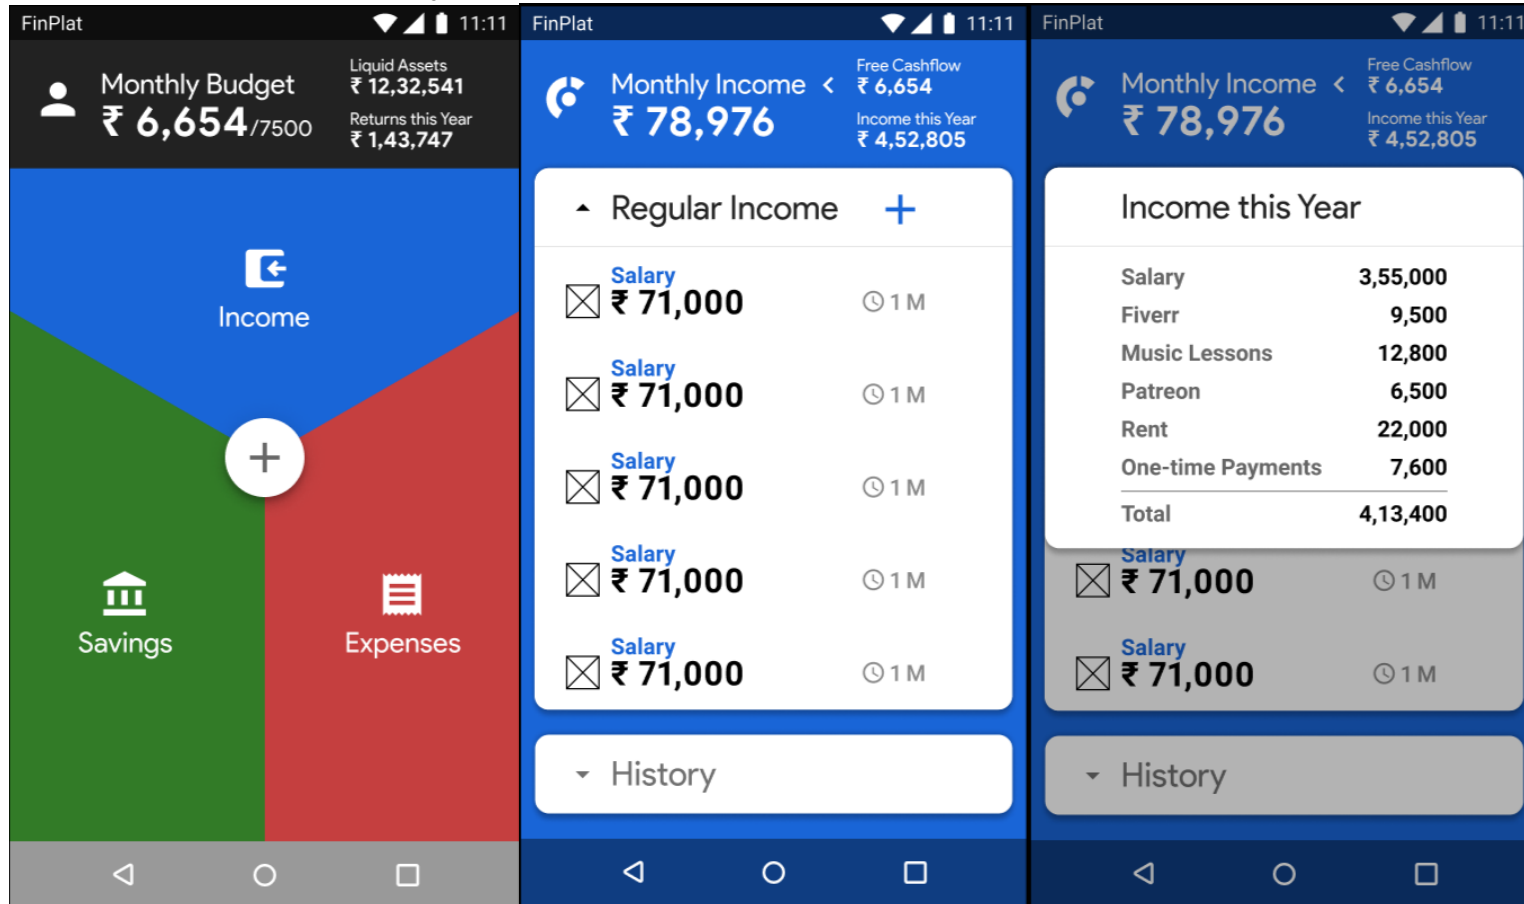 FinPlat
11:11
Monthly Budget
₹ 6,654/7500
Liquid Assets
₹ 12,32,541
Returns this Year
₹ 1,43,747
Income
Savings
Expenses
FinPlat
11:11
Monthly Income
₹ 78,976
Free Cashflow
₹ 6,654
Income this Year
₹ 4,52,805
Regular Income
Salary
₹ 71,000
1 M
Salary
₹ 71,000
1 M
Salary
₹ 71,000
1 M
Salary
₹ 71,000
1 M
Salary
₹ 71,000
1 M
History
FinPlat
11:11
Monthly Income
₹ 78,976
Free Cashflow
₹ 6,654
Income this Year
₹ 4,52,805
Income this Year
Salary 3,55,000
Fiverr 9,500
Music Lessons 12,800
Patreon 6,500
Rent 22,000
One-time Payments 7,600
Total 4,13,400
Salary
₹ 71,000
1 M
Salary
₹ 71,000
1 M
History